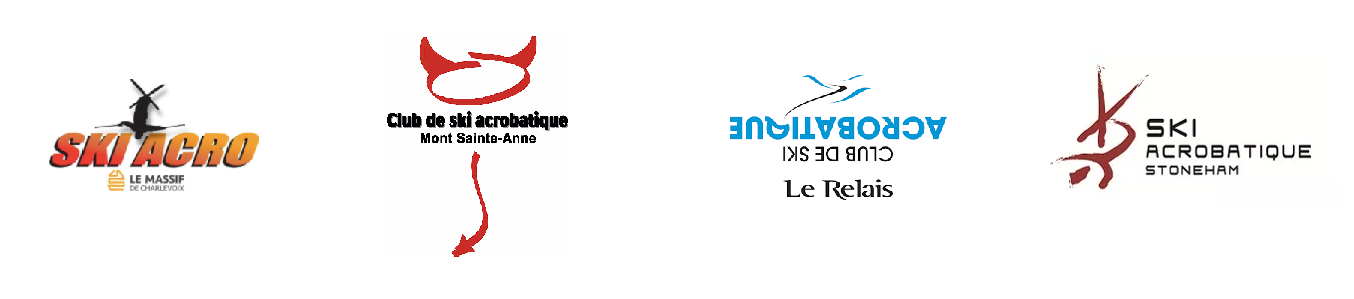 SKI ACRO
LE MASSIF
DE CHARLEVOIX
Club de ski acrobatique
Mont Sainte-Anne
ACROBATIQUE
CLUB DE SKI
Le Relais
SKI
ACROBATIQUE
STONEHAM